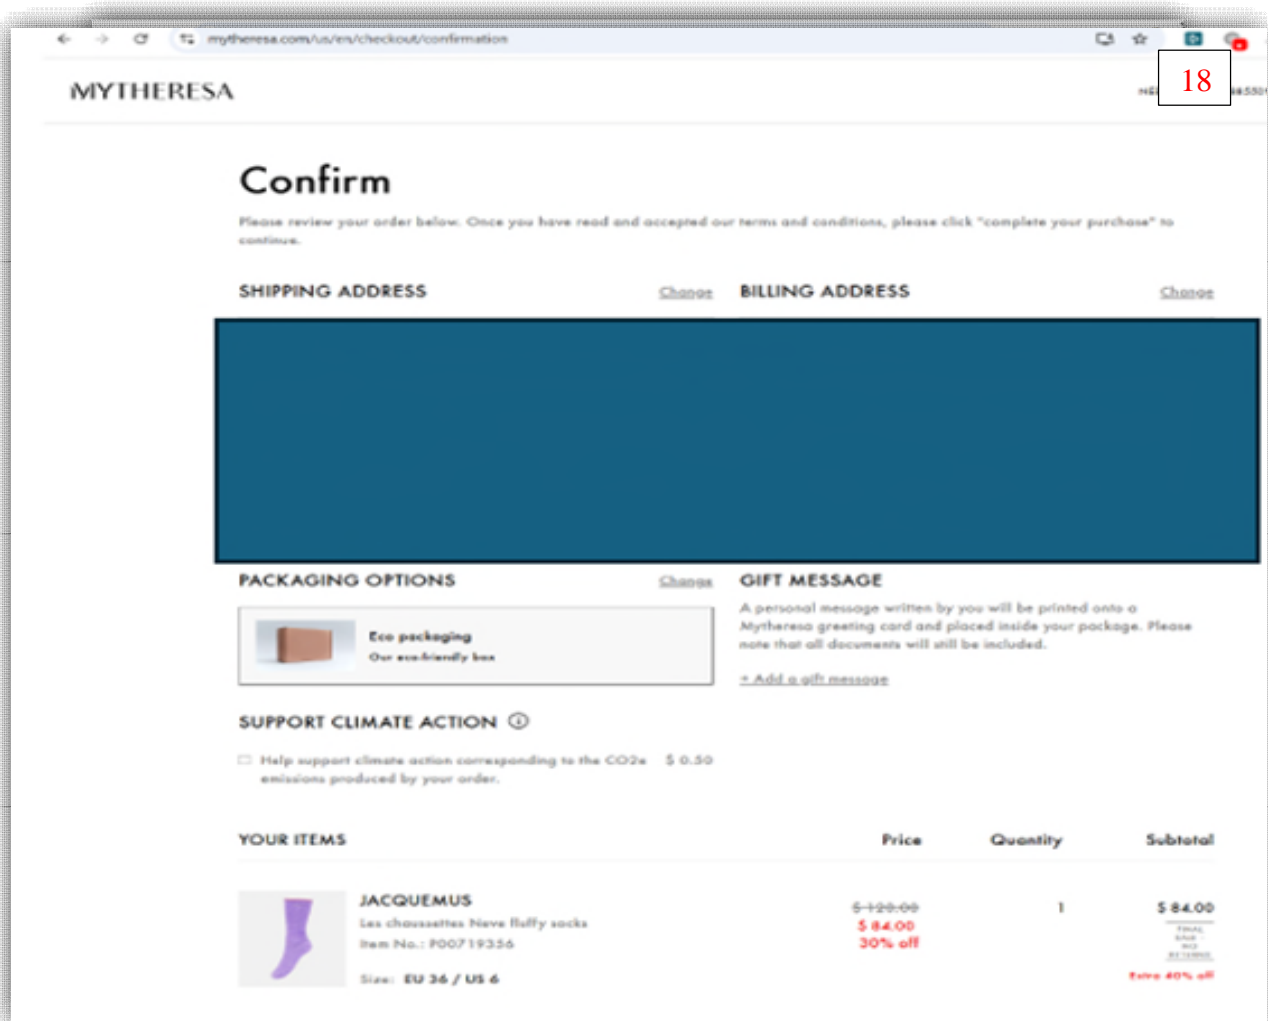 mytheresa.com/us/en/checkout/confirmation
18
MYTHERESA
Confirm
Please review your order below. Once you have read and accepted our terms and conditions, please click "complete your purchase" to
continue.
SHIPPING ADDRESS Change BILLING ADDRESS Change
PACKAGING OPTIONS Change GIFT MESSAGE
Eco packaging
Our eco-friendly box
A personal message written by you will be printed onto a
Mytheresa greeting card and placed inside your package. Please
note that all documents will still be included.
+ Add a gift message
SUPPORT CLIMATE ACTION
Help support climate action corresponding to the CO2e $ 0.50
emissions produced by your order.
YOUR ITEMS Price Quantity Subtotal
JACQUEMUS
Les chaussettes Neve fluffy socks
Item No.: P00719356
Size: EU 36 / US 6
$ 120.00
$ 84.00
30% off
1
$ 84.00
FINAL
SALE -
NO
RETURNS
Extra 40% off